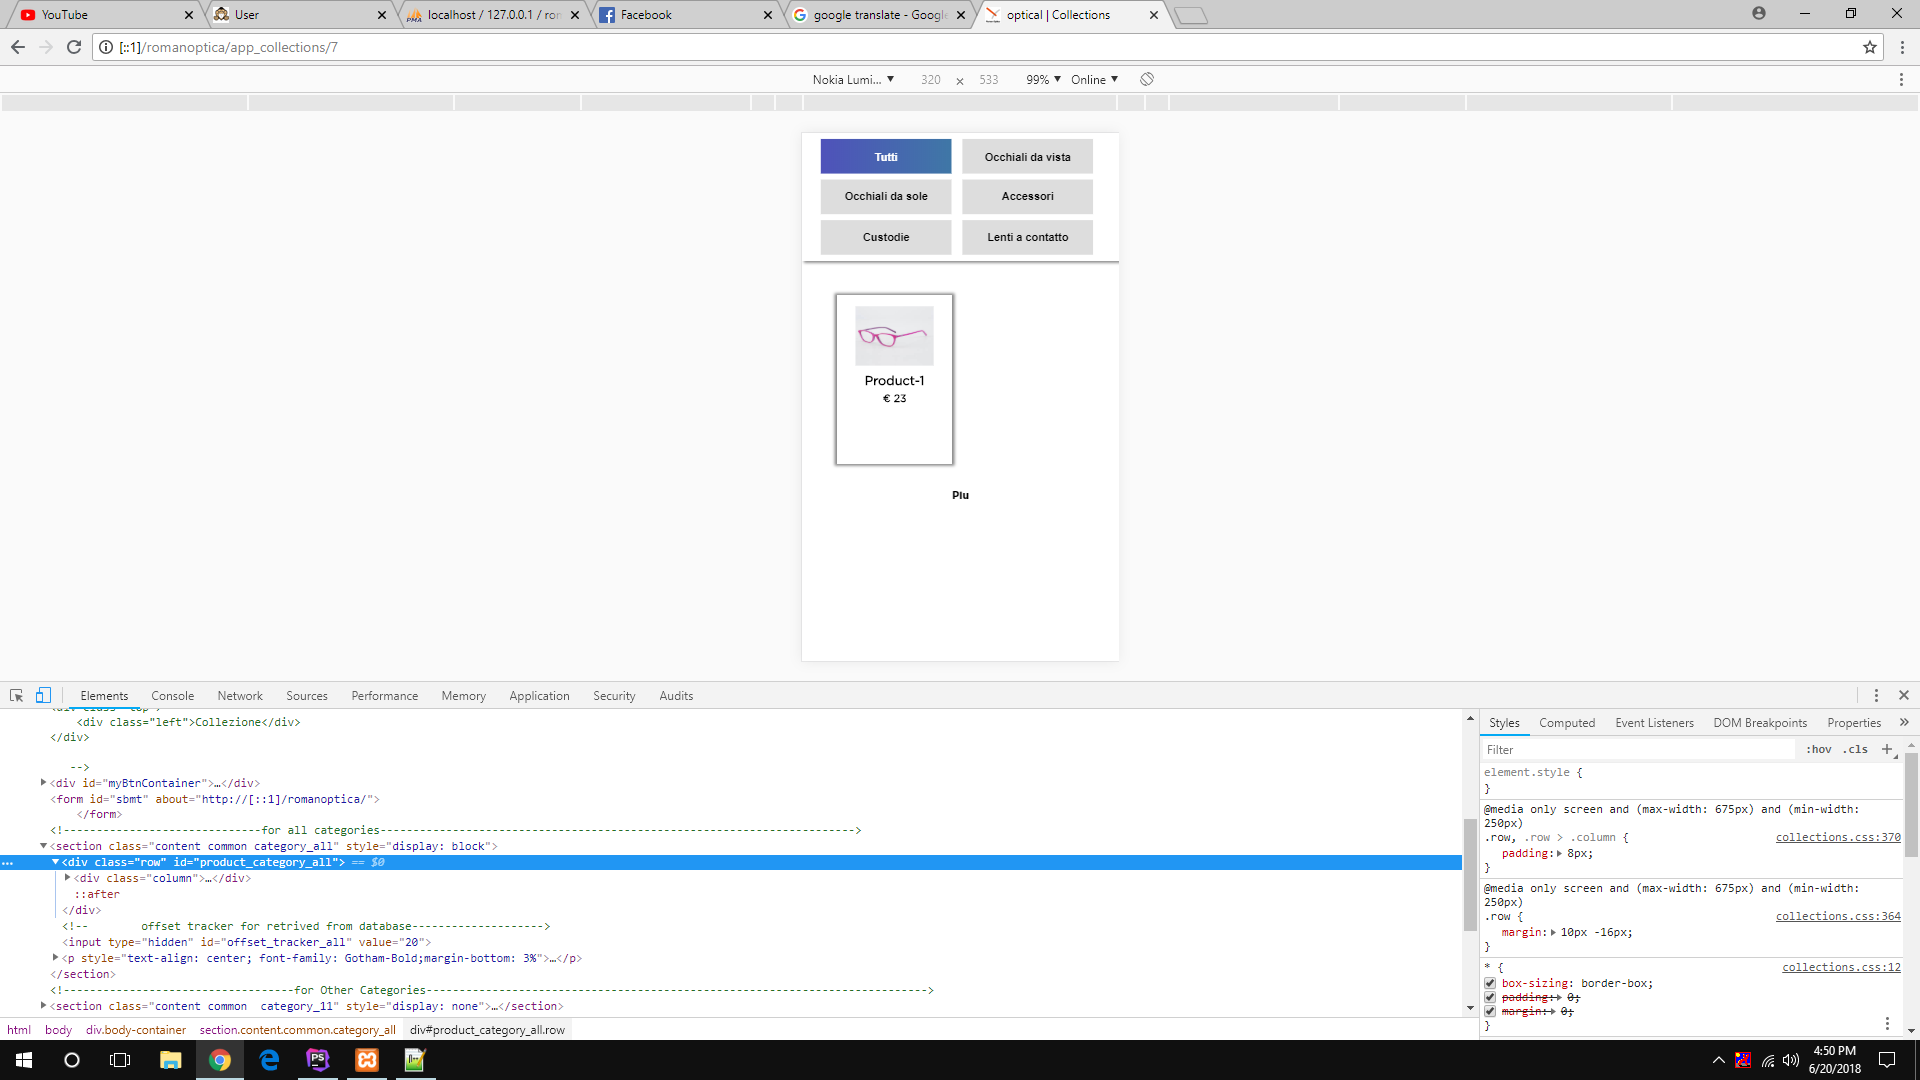 YouTube
User
localhost / 127.0.0.1 / ron
Facebook
google translate - Googl
optical | Collections
[::1]/romanoptica/app_collections/7
Nokia Lumi... ▼ 320 × 533 99% ▼ Online ▼
Tutti
Occhiali da vista
Occhiali da sole
Accessori
Custodie
Lenti a contatto
Product-1
€ 23
Piu
Elements Console Network Sources Performance Memory Application Security Audits
<div class="left">Collezione</div>
</div>
-->
<div id="myBtnContainer">…</div>
<form id="sbmt" about="http://[::1]/romanoptica/">
</form>
<!------------------------------for all categories------------------------------------------------------------------------>
<section class="content common category_all" style="display: block">
<div class="row" id="product_category_all"> == $0
<div class="column">…</div>
::after
</div>
<!-- offset tracker for retrived from database-------------------->
<input type="hidden" id="offset_tracker_all" value="20">
<p style="text-align: center; font-family: Gotham-Bold;margin-bottom: 3%">…</p>
</section>
<!-----------------------------------for Other Categories---------------------------------------------------------------------------->
<section class="content common  category_11" style="display: none">…</section>
html body div.body-container section.content.common.category_all div#product_category_all.row
Styles Computed Event Listeners DOM Breakpoints Properties »
Filter :hov .cls +
element.style {
}
@media only screen and (max-width: 675px) and (min-width: 250px)
.row, .row > .column { collections.css:370
padding: 8px;
}
@media only screen and (max-width: 675px) and (min-width: 250px)
.row { collections.css:364
margin: 10px -16px;
}
* { collections.css:12
box-sizing: border-box;
padding: 0;
margin: 0;
}
4:50 PM
6/20/2018